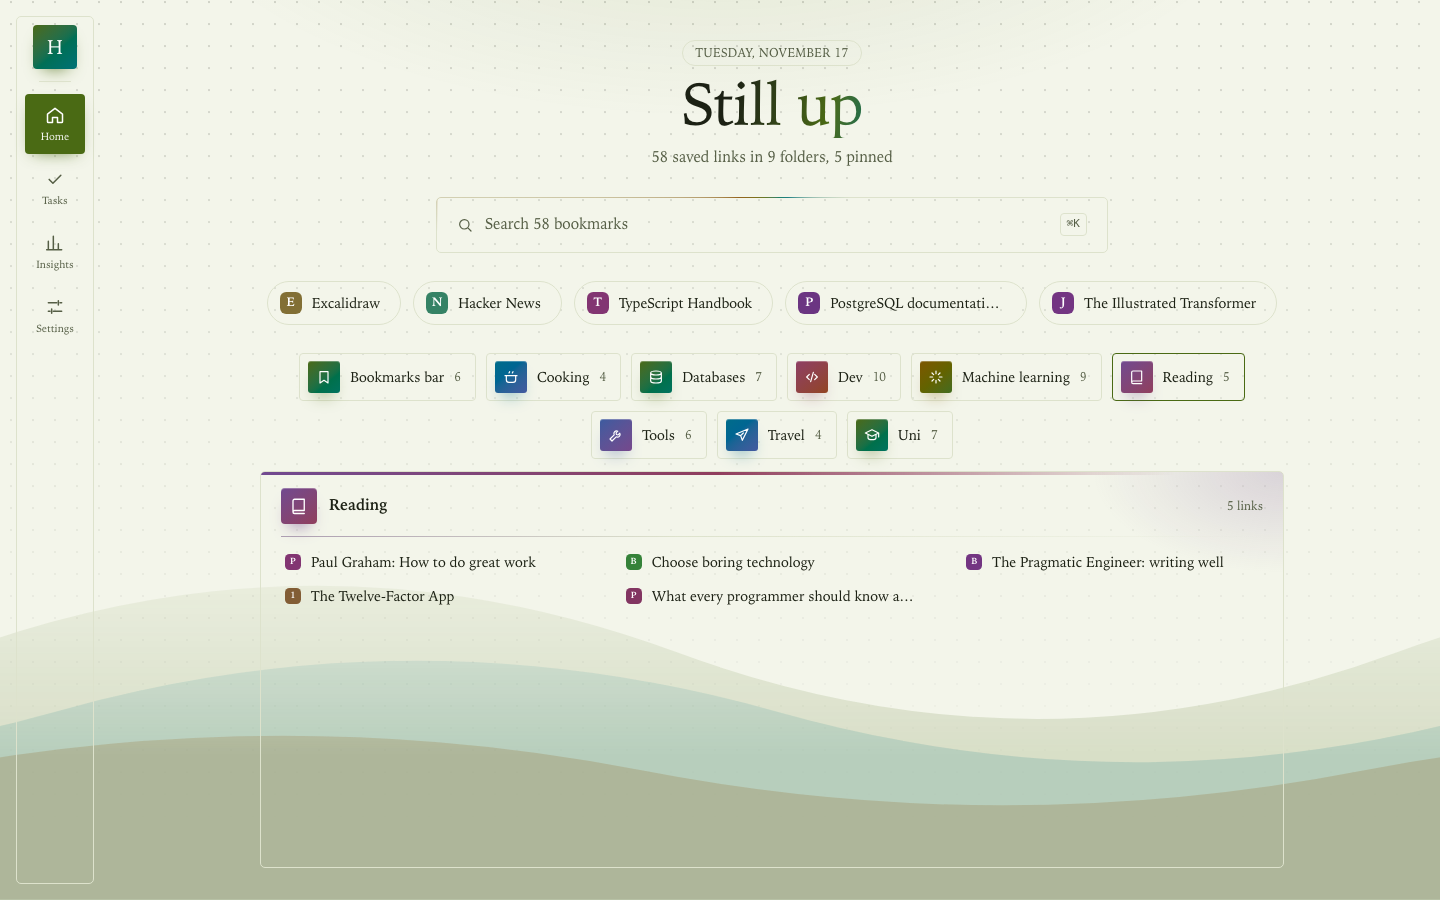 H
Home
Tasks
Insights
Settings
TUESDAY, NOVEMBER 17
Still up
58 saved links in 9 folders, 5 pinned
Search 58 bookmarks ⌘K
E Excalidraw N Hacker News T TypeScript Handbook P PostgreSQL documentati… J The Illustrated Transformer
Bookmarks bar 6 Cooking 4 Databases 7 Dev 10 Machine learning 9 Reading 5
Tools 6 Travel 4 Uni 7
Reading 5 links
P Paul Graham: How to do great work B Choose boring technology B The Pragmatic Engineer: writing well
1 The Twelve-Factor App P What every programmer should know a…